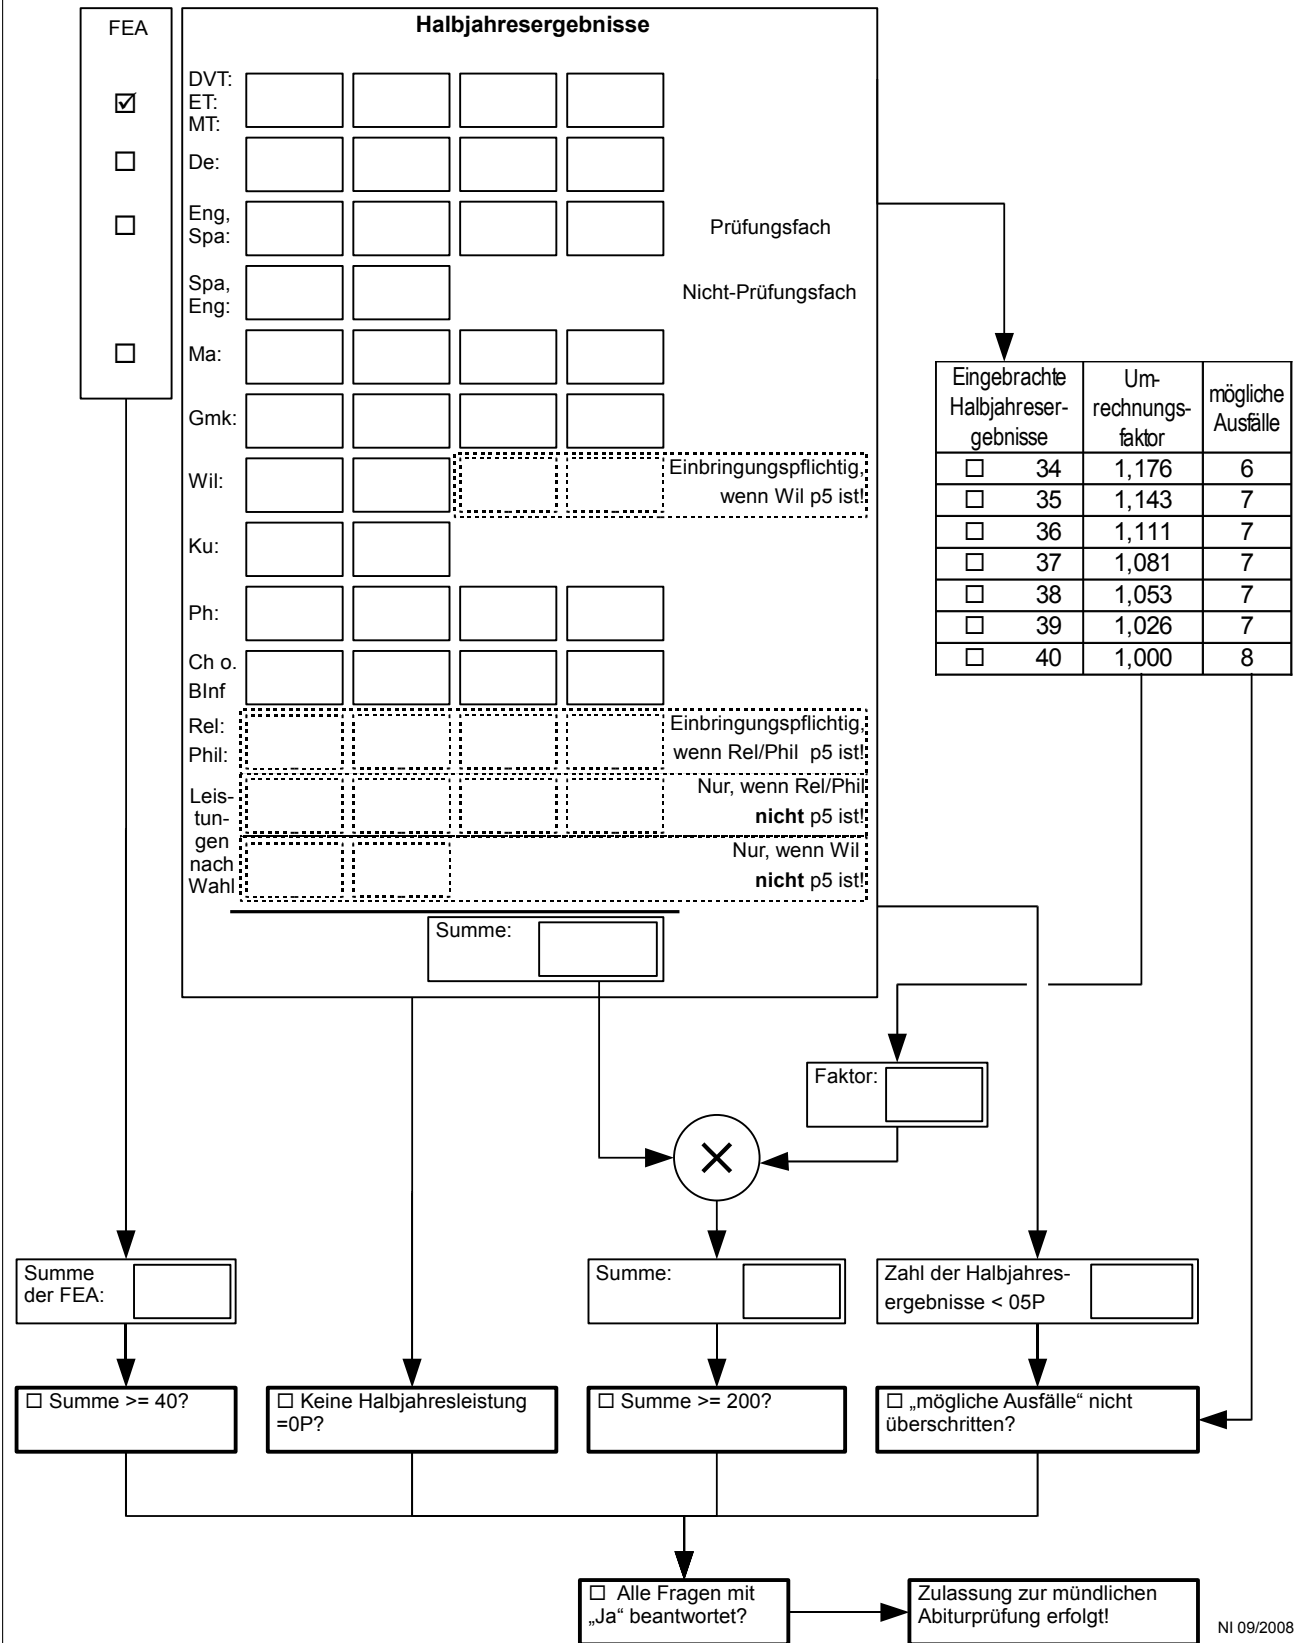 FEA
Halbjahresergebnisse
DVT:
ET:
MT:
De:
Eng,
Spa:
Prüfungsfach
Spa,
Eng:
Nicht-Prüfungsfach
Ma:
Gmk:
Wil:
Einbringungspflichtig,
wenn Wil p5 ist!
Ku:
Ph:
Ch o.
BInf
Rel:
Phil:
Einbringungspflichtig,
wenn Rel/Phil p5 ist!
Leis-
tun-
gen
nach
Wahl
Nur, wenn Rel/Phil
nicht p5 ist!
Nur, wenn Wil
nicht p5 ist!
Summe:
Eingebrachte
Halbjahreser-
gebnisse
Um-
rechnungs-
faktor
mögliche
Ausfälle
34 1,176 6
35 1,143 7
36 1,111 7
37 1,081 7
38 1,053 7
39 1,026 7
40 1,000 8
Faktor:
Summe
der FEA:
Summe:
Zahl der Halbjahres-
ergebnisse < 05P
Summe >= 40?
Keine Halbjahresleistung
=0P?
Summe >= 200?
„mögliche Ausfälle“ nicht
überschritten?
Alle Fragen mit
„Ja“ beantwortet?
Zulassung zur mündlichen
Abiturprüfung erfolgt!
NI 09/2008